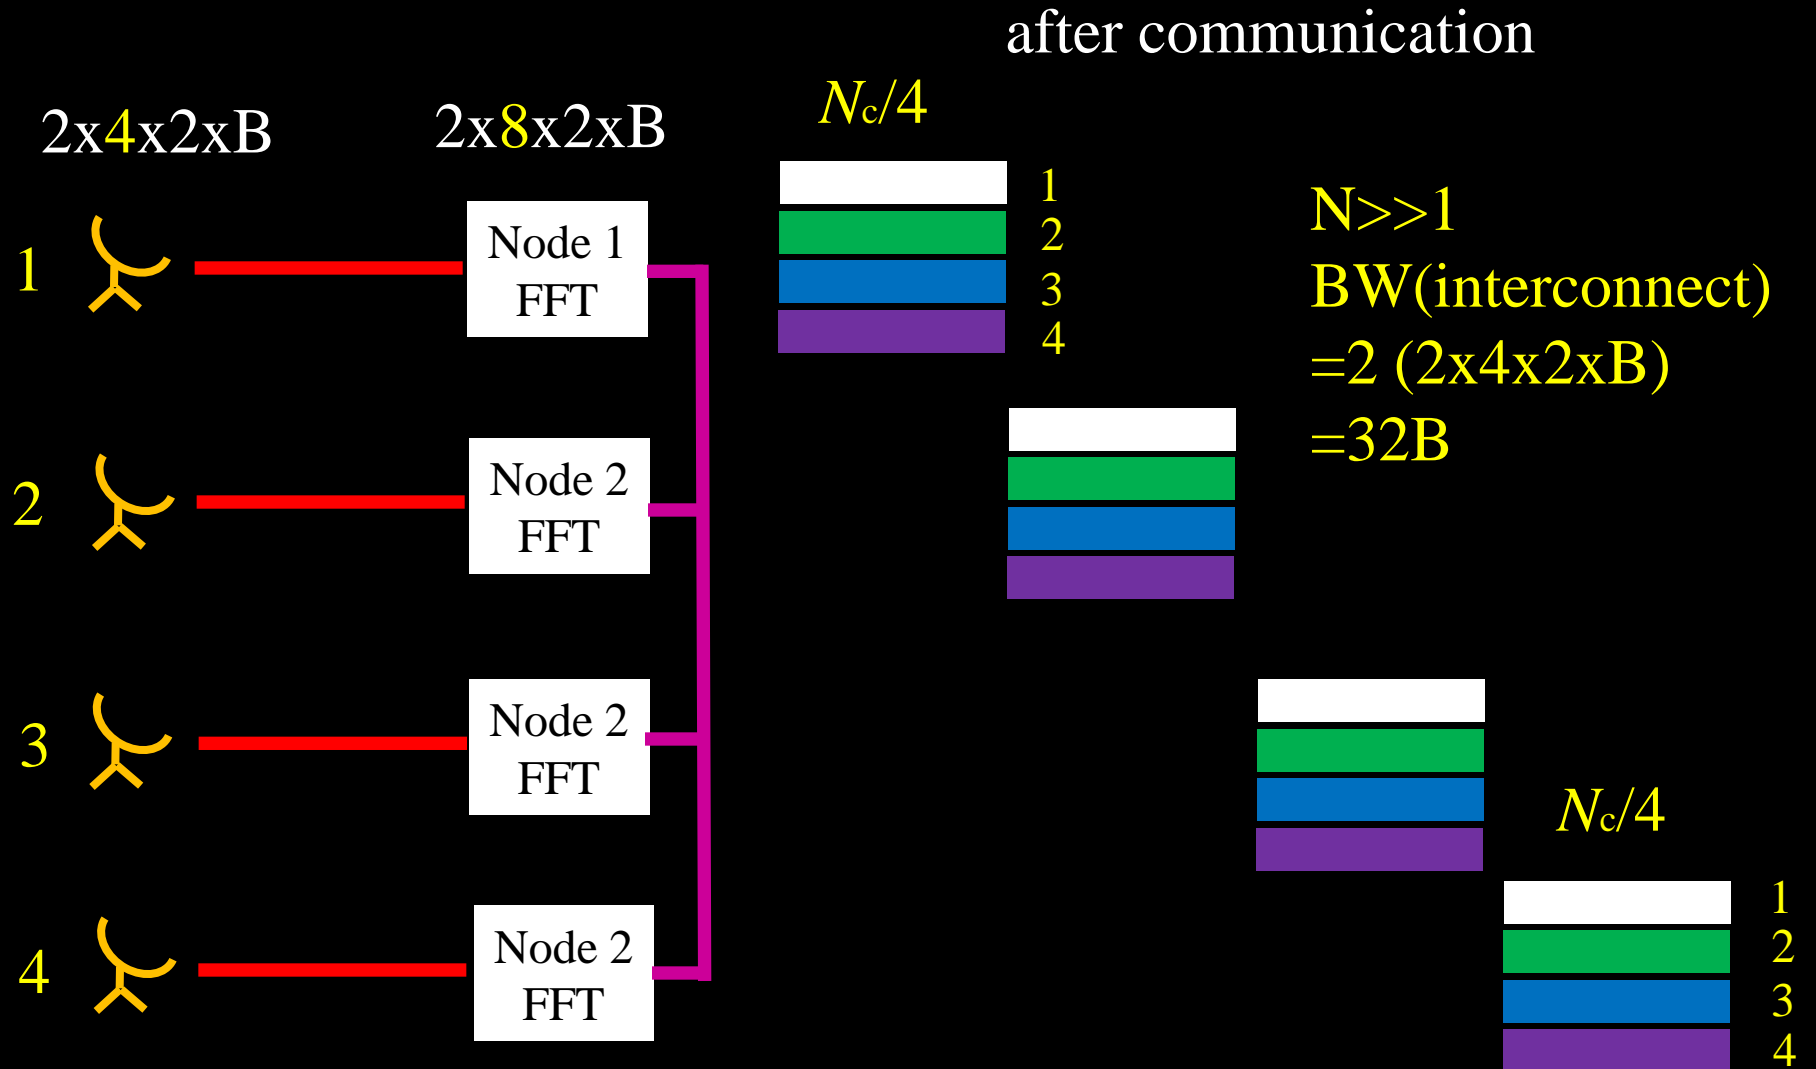 after communication
2x4x2xB
2x8x2xB
Nc/4
1
Node 1
FFT
1
2
3
4
N>>1
BW(interconnect)
=2 (2x4x2xB)
=32B
2
Node 2
FFT
3
Node 2
FFT
Nc/4
4
Node 2
FFT
1
2
3
4